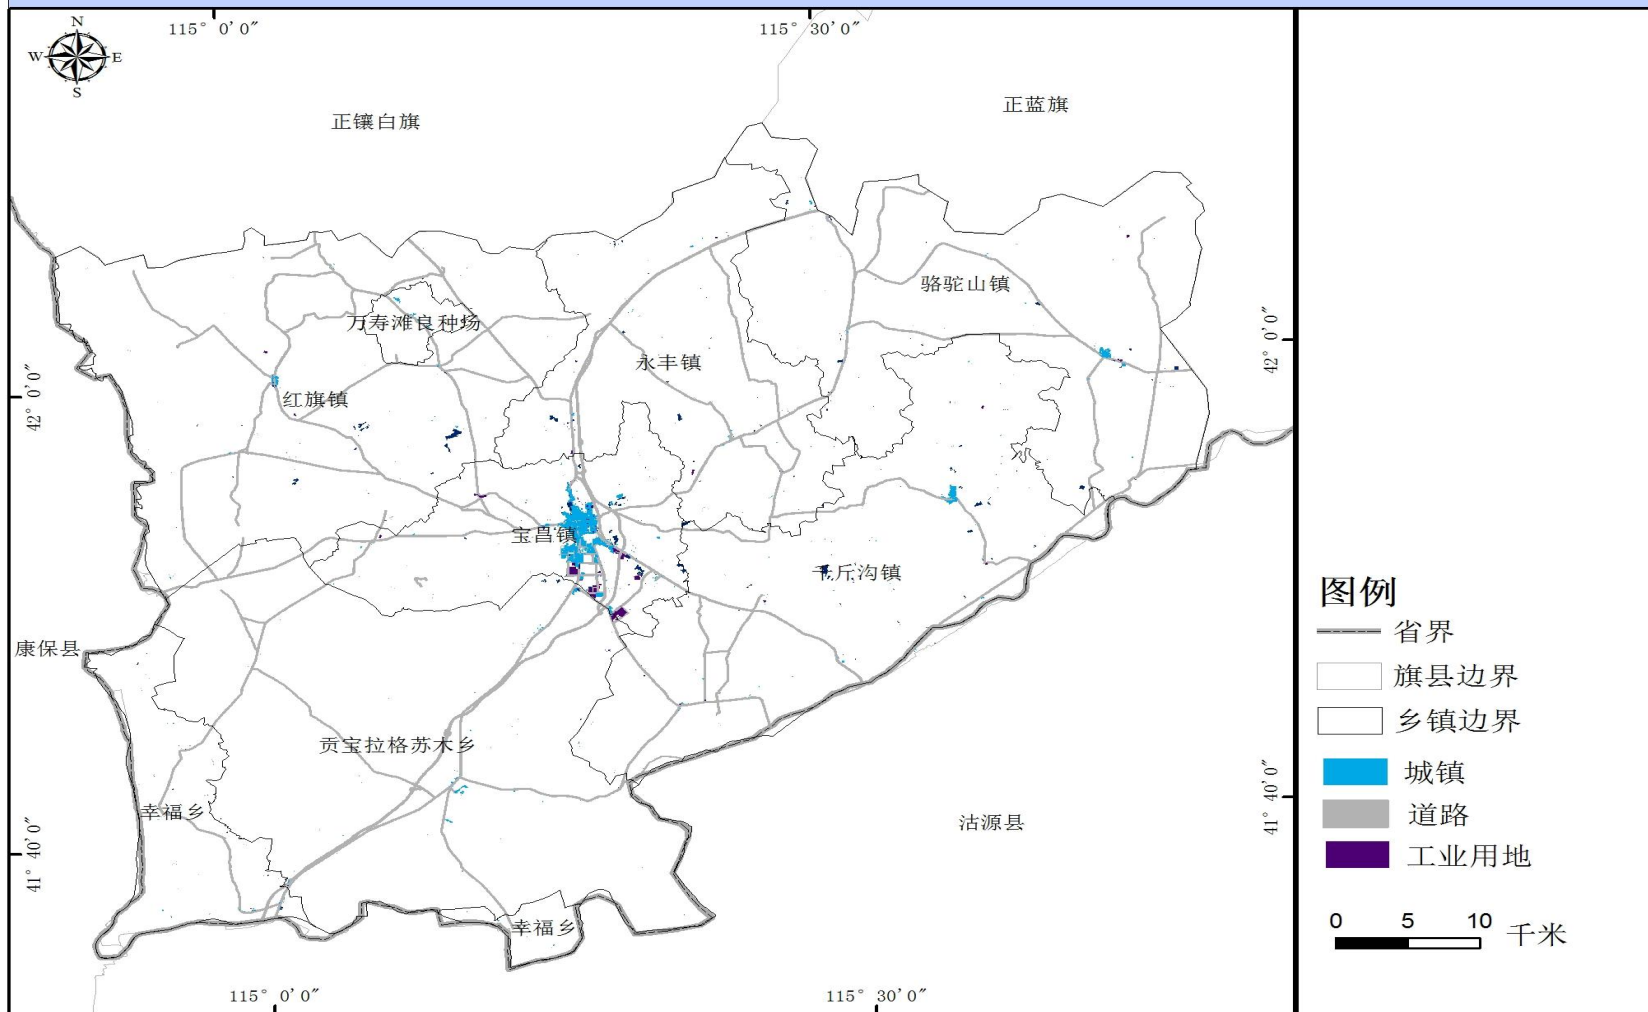 115° 0′0″
115° 30′0″
N
W
E
S
正镶白旗
正蓝旗
骆驼山镇
万寿滩良种场
永丰镇
红旗镇
42° 0′0″
42° 0′0″
宝昌镇
千斤沟镇
康保县
贡宝拉格苏木乡
幸福乡
沽源县
41° 40′0″
41° 40′0″
幸福乡
115° 0′0″
115° 30′0″
图例
省界
旗县边界
乡镇边界
城镇
道路
工业用地
0 5 10 千米